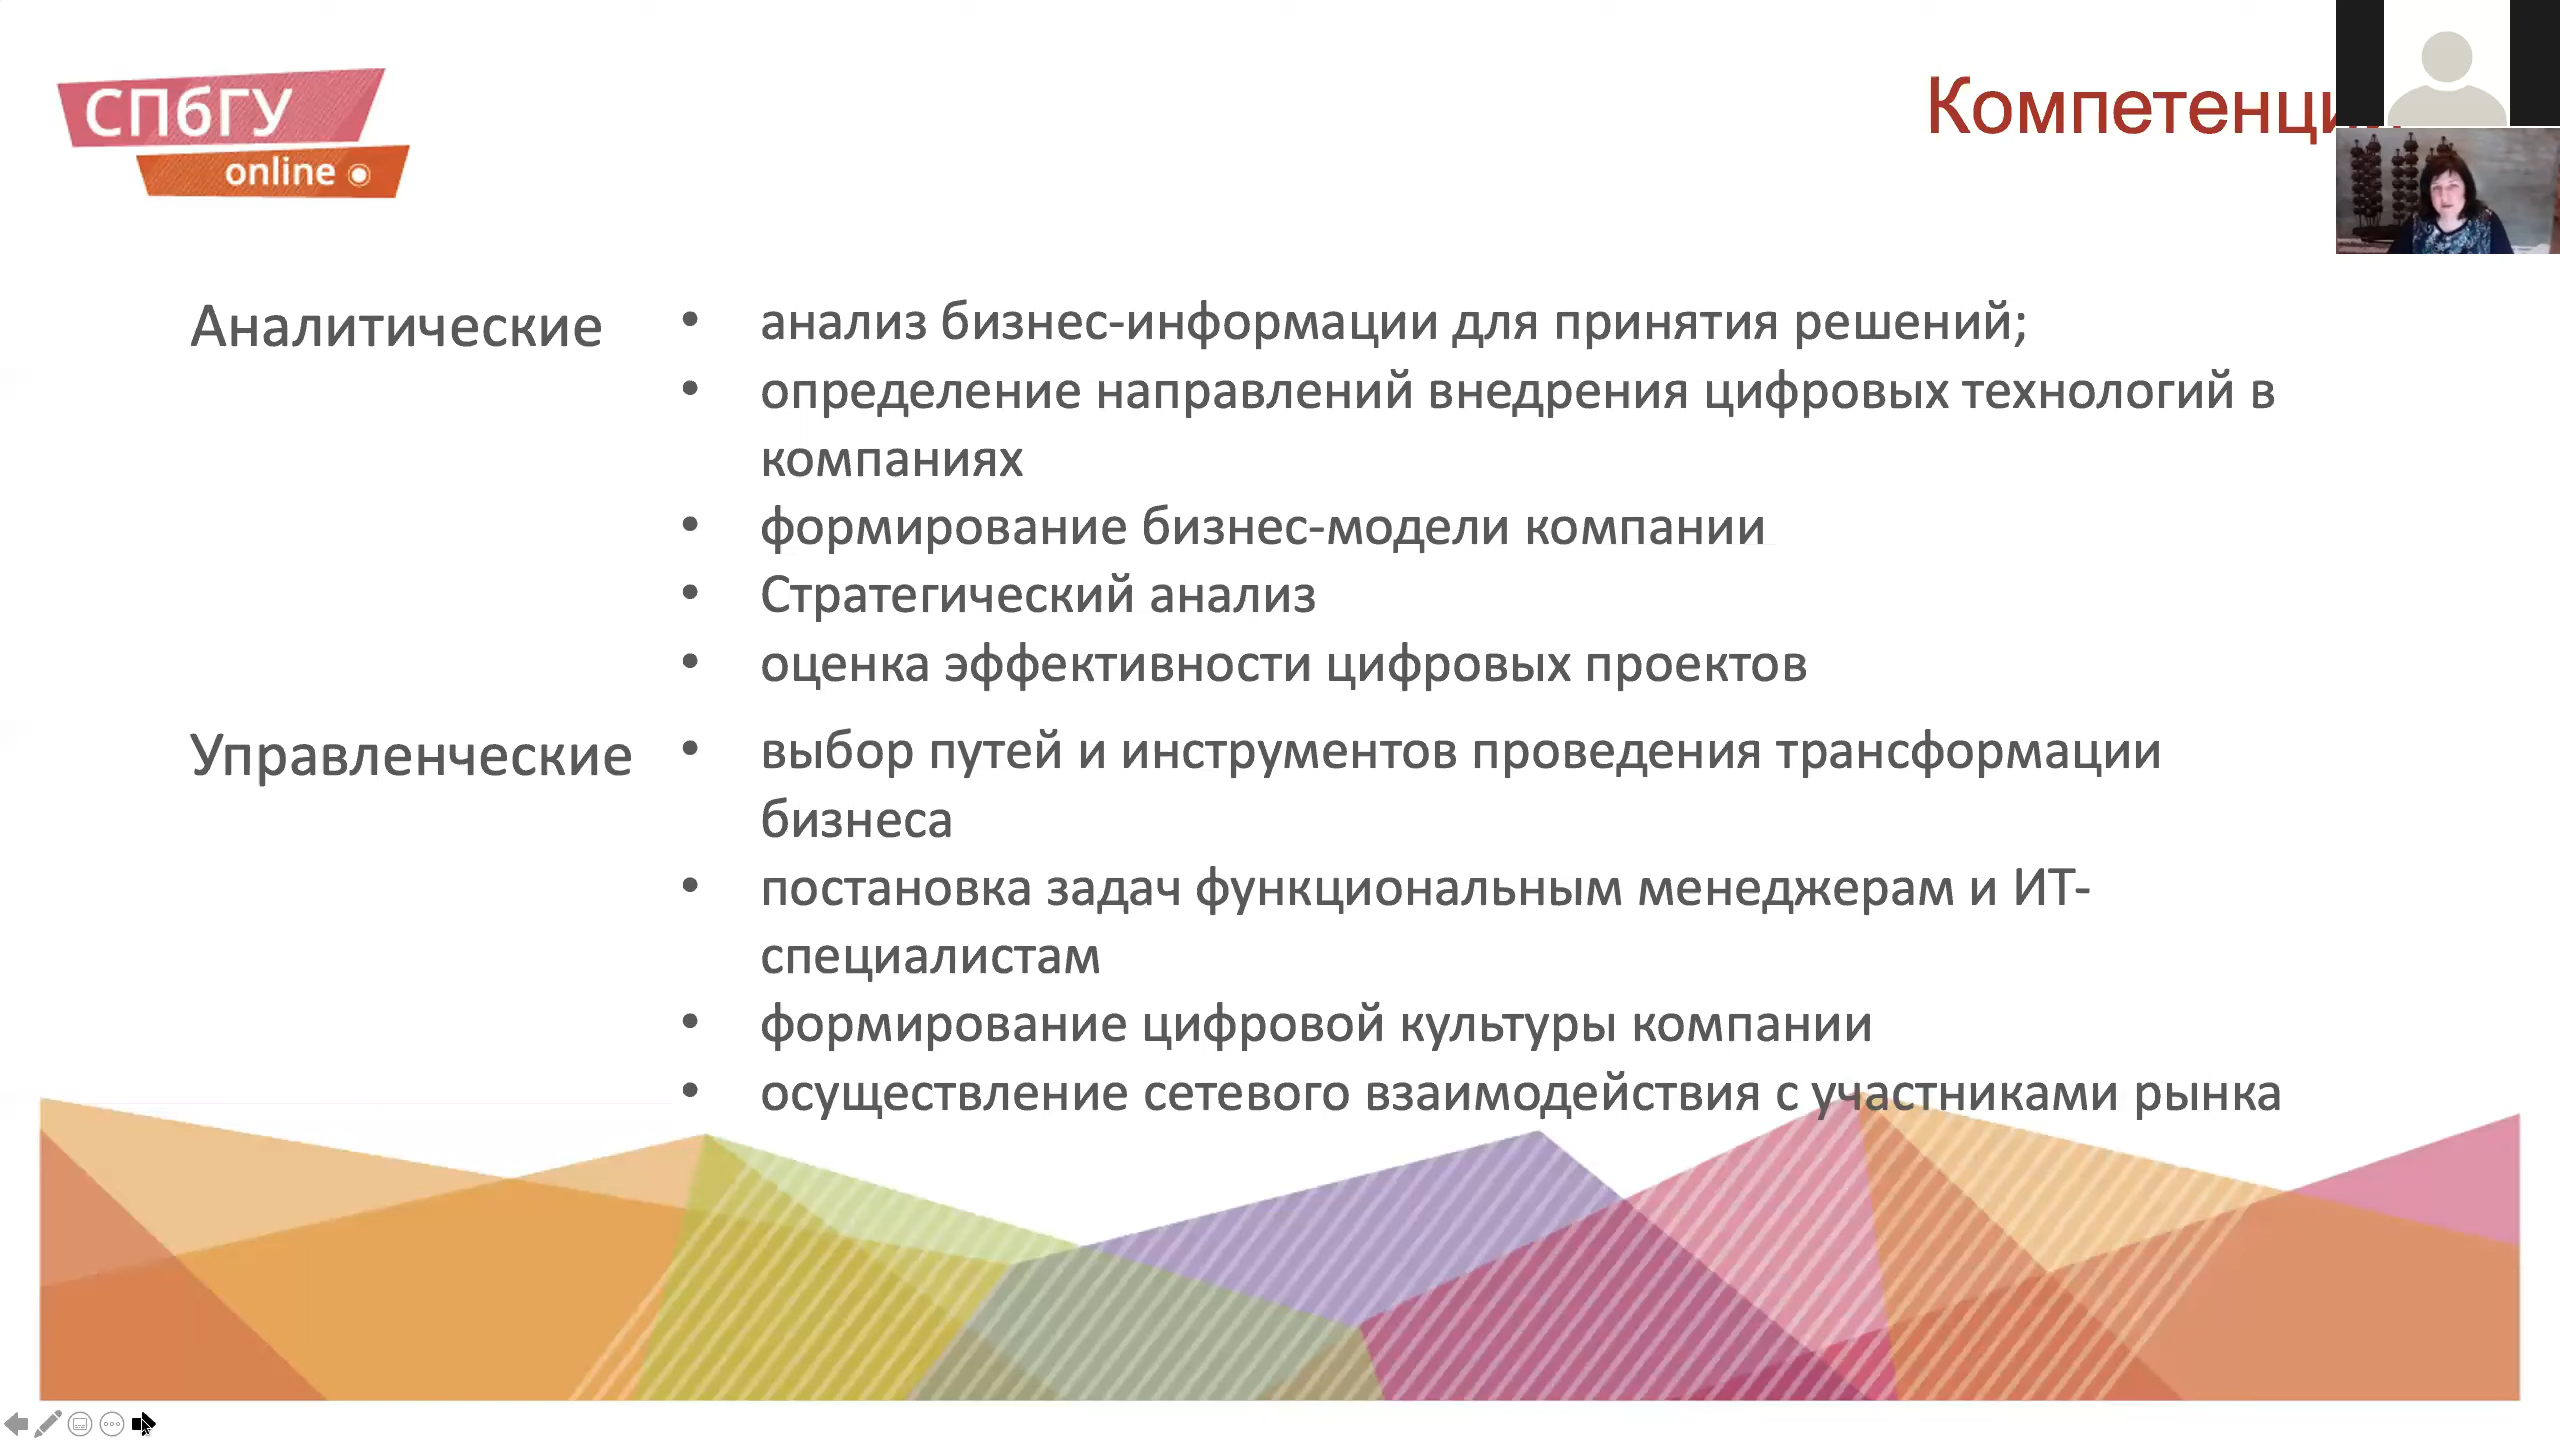 СПбГУ
online
Компетенции
Аналитические
• анализ бизнес-информации для принятия решений;
• определение направлений внедрения цифровых технологий в
компаниях
• формирование бизнес-модели компании
• Стратегический анализ
• оценка эффективности цифровых проектов
Управленческие
• выбор путей и инструментов проведения трансформации
бизнеса
• постановка задач функциональным менеджерам и ИТ-
специалистам
• формирование цифровой культуры компании
• осуществление сетевого взаимодействия с участниками рынка